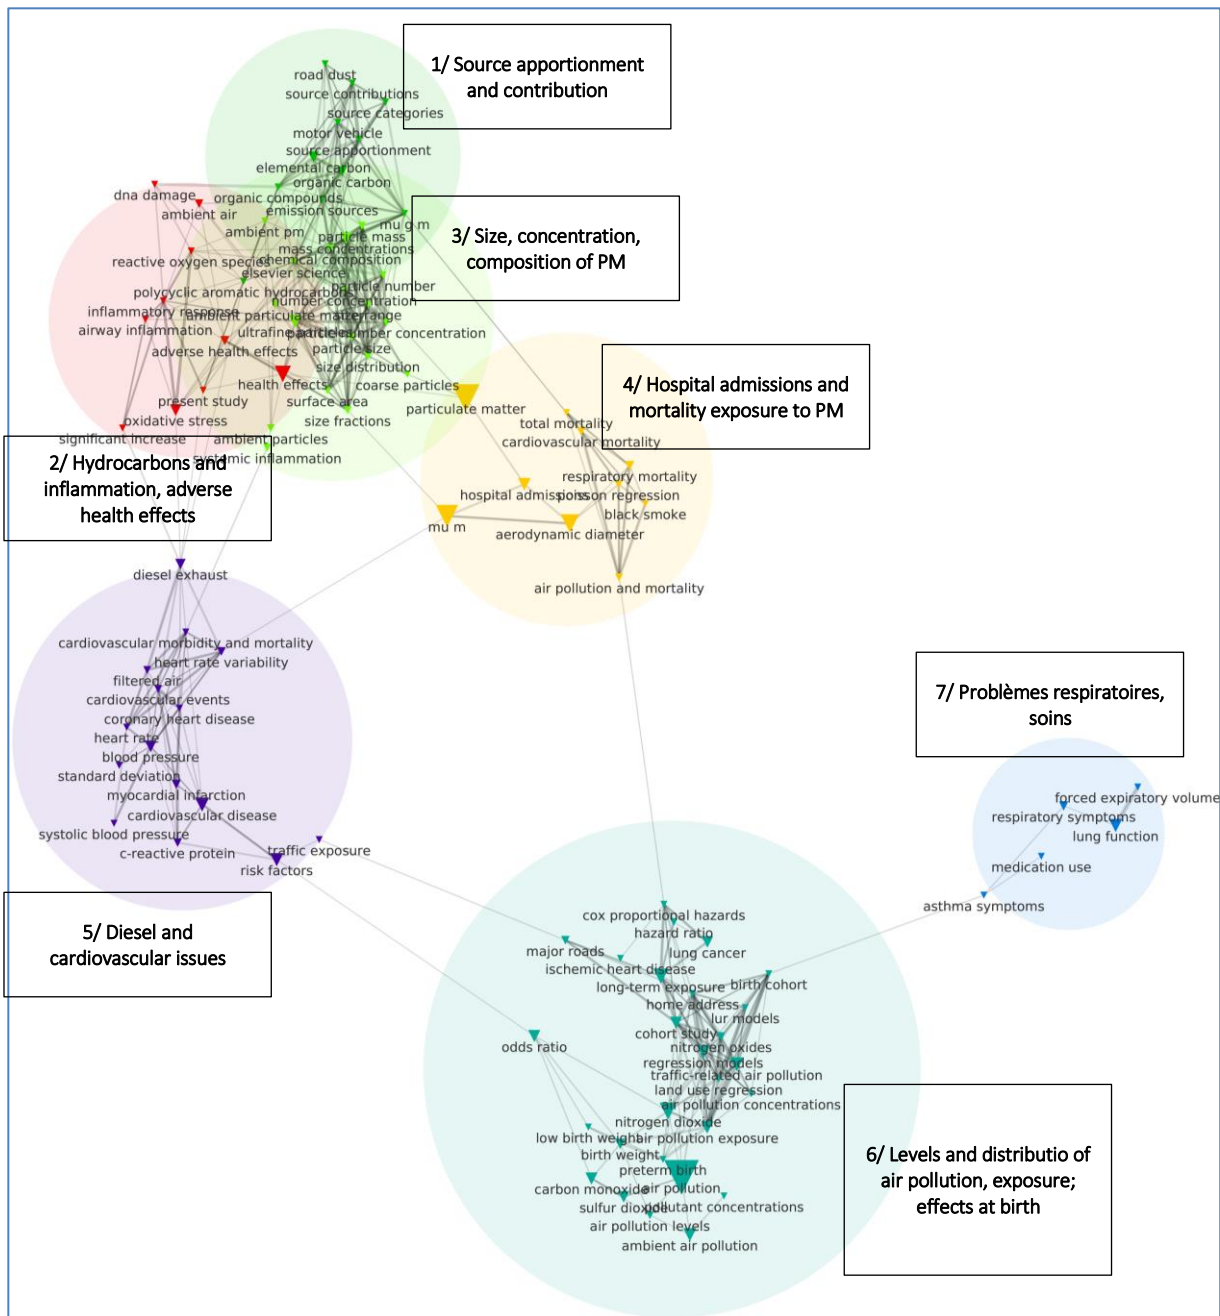 1/ Source apportionment
and contribution
road dust
source contributions
source categories
motor vehicle
source apportionment
elemental carbon
organic carbon
dna damage
organic compounds
ambient air
emission sources
mu g m
ambient pm
particle mass
mass concentrations
3/ Size, concentration,
composition of PM
reactive oxygen species
chemical composition
elsevier science
particle number
polycyclic aromatic hydrocarbons
number concentration
inflammatory response
ambient particulate matter
size range
airway inflammation
ultrafine particles
particle number concentration
adverse health effects
particle size
size distribution
health effects
coarse particles
present study
surface area
particulate matter
oxidative stress
size fractions
significant increase
ambient particles
systemic inflammation
4/ Hospital admissions and
mortality exposure to PM
total mortality
cardiovascular mortality
respiratory mortality
hospital admissions
poisson regression
black smoke
mu m
aerodynamic diameter
air pollution and mortality
2/ Hydrocarbons and
inflammation, adverse
health effects
diesel exhaust
cardiovascular morbidity and mortality
heart rate variability
filtered air
cardiovascular events
coronary heart disease
heart rate
blood pressure
standard deviation
myocardial infarction
cardiovascular disease
systolic blood pressure
c-reactive protein
traffic exposure
risk factors
5/ Diesel and
cardiovascular issues
7/ Problèmes respiratoires,
soins
forced expiratory volume
respiratory symptoms
lung function
medication use
asthma symptoms
cox proportional hazards
hazard ratio
major roads
lung cancer
ischemic heart disease
long-term exposure
birth cohort
home address
lur models
cohort study
odds ratio
nitrogen oxides
regression models
traffic-related air pollution
land use regression
air pollution concentrations
nitrogen dioxide
low birth weight
air pollution exposure
birth weight
preterm birth
carbon monoxide
air pollution
sulfur dioxide
pollutant concentrations
air pollution levels
ambient air pollution
6/ Levels and distributio of
air pollution, exposure;
effects at birth